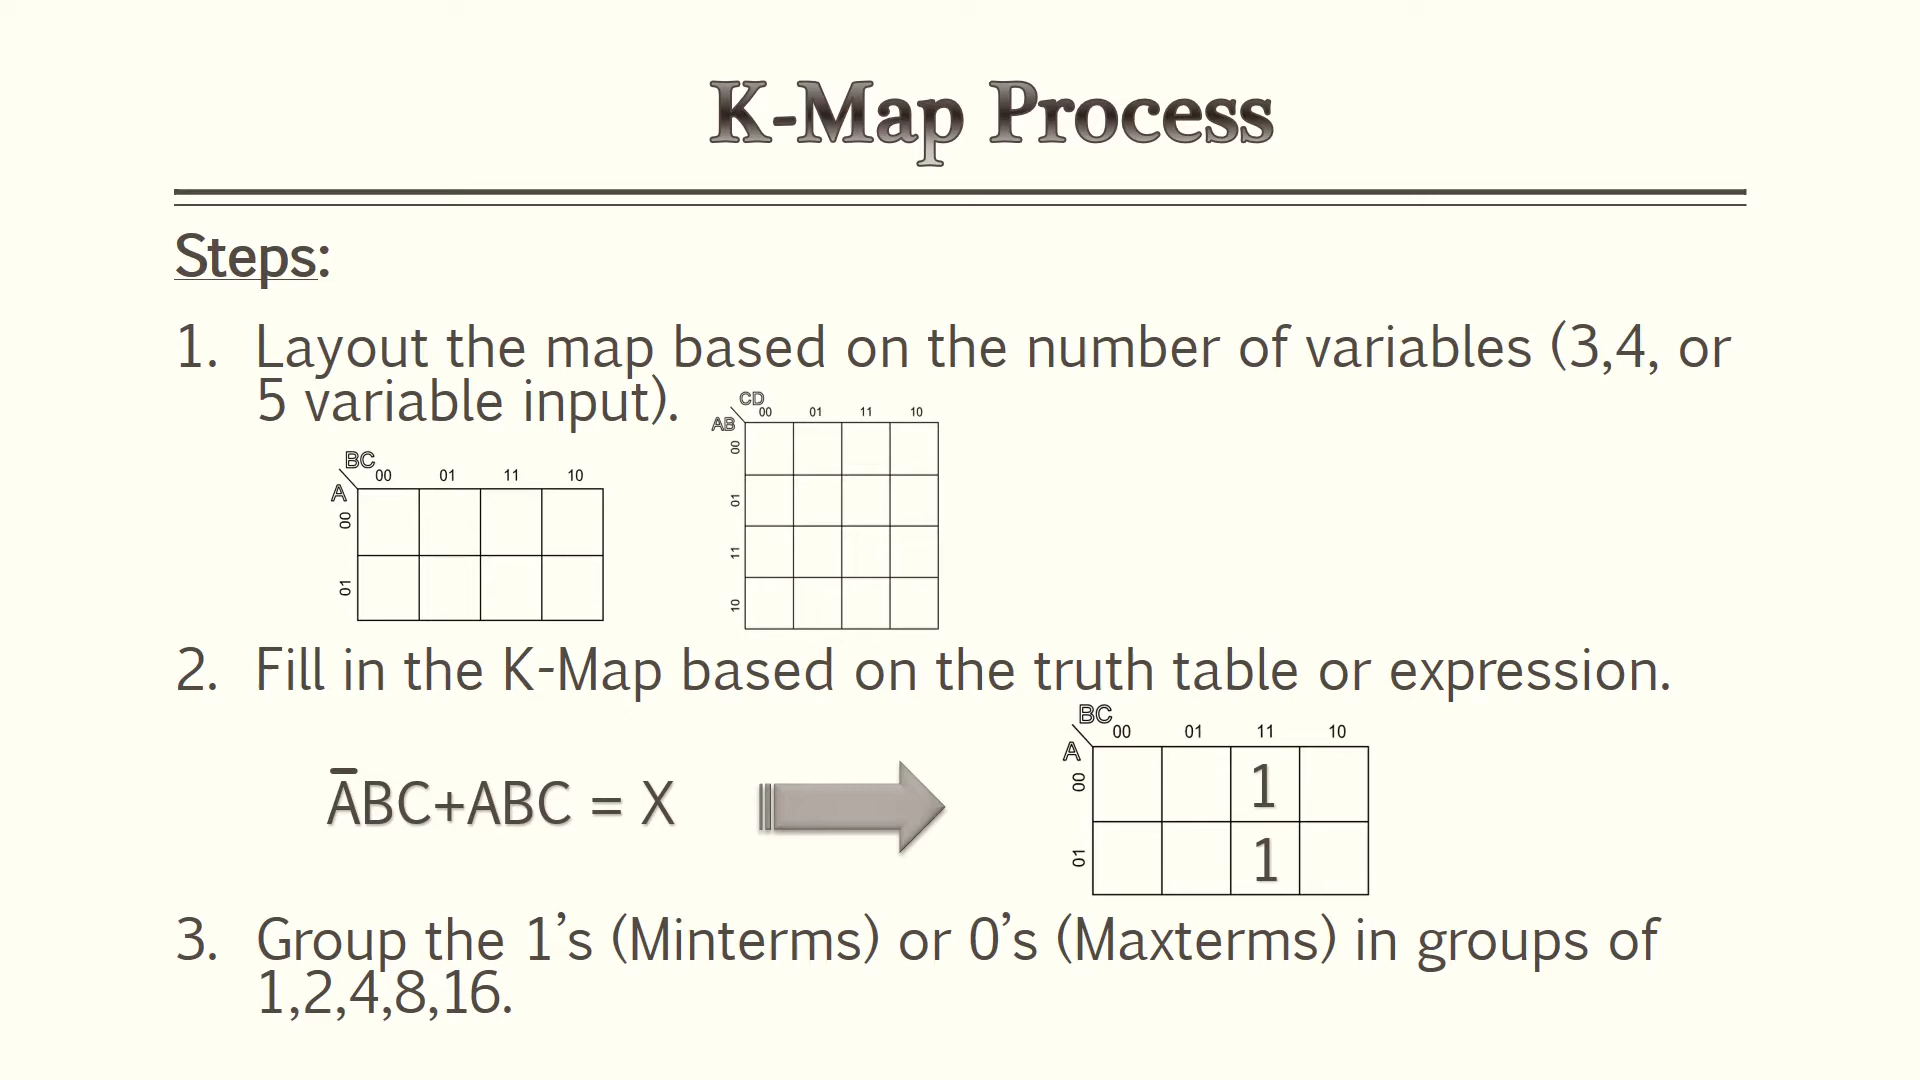 K-Map Process
Steps:
1. Layout the map based on the number of variables (3,4, or
5 variable input).
CD
00 01 11 10
AB
00
01
11
10
BC
00 01 11 10
A
00
01
2. Fill in the K-Map based on the truth table or expression.
A̅BC+ABC = X
BC
00 01 11 10
A
00 1
01 1
3. Group the 1’s (Minterms) or 0’s (Maxterms) in groups of
1,2,4,8,16.